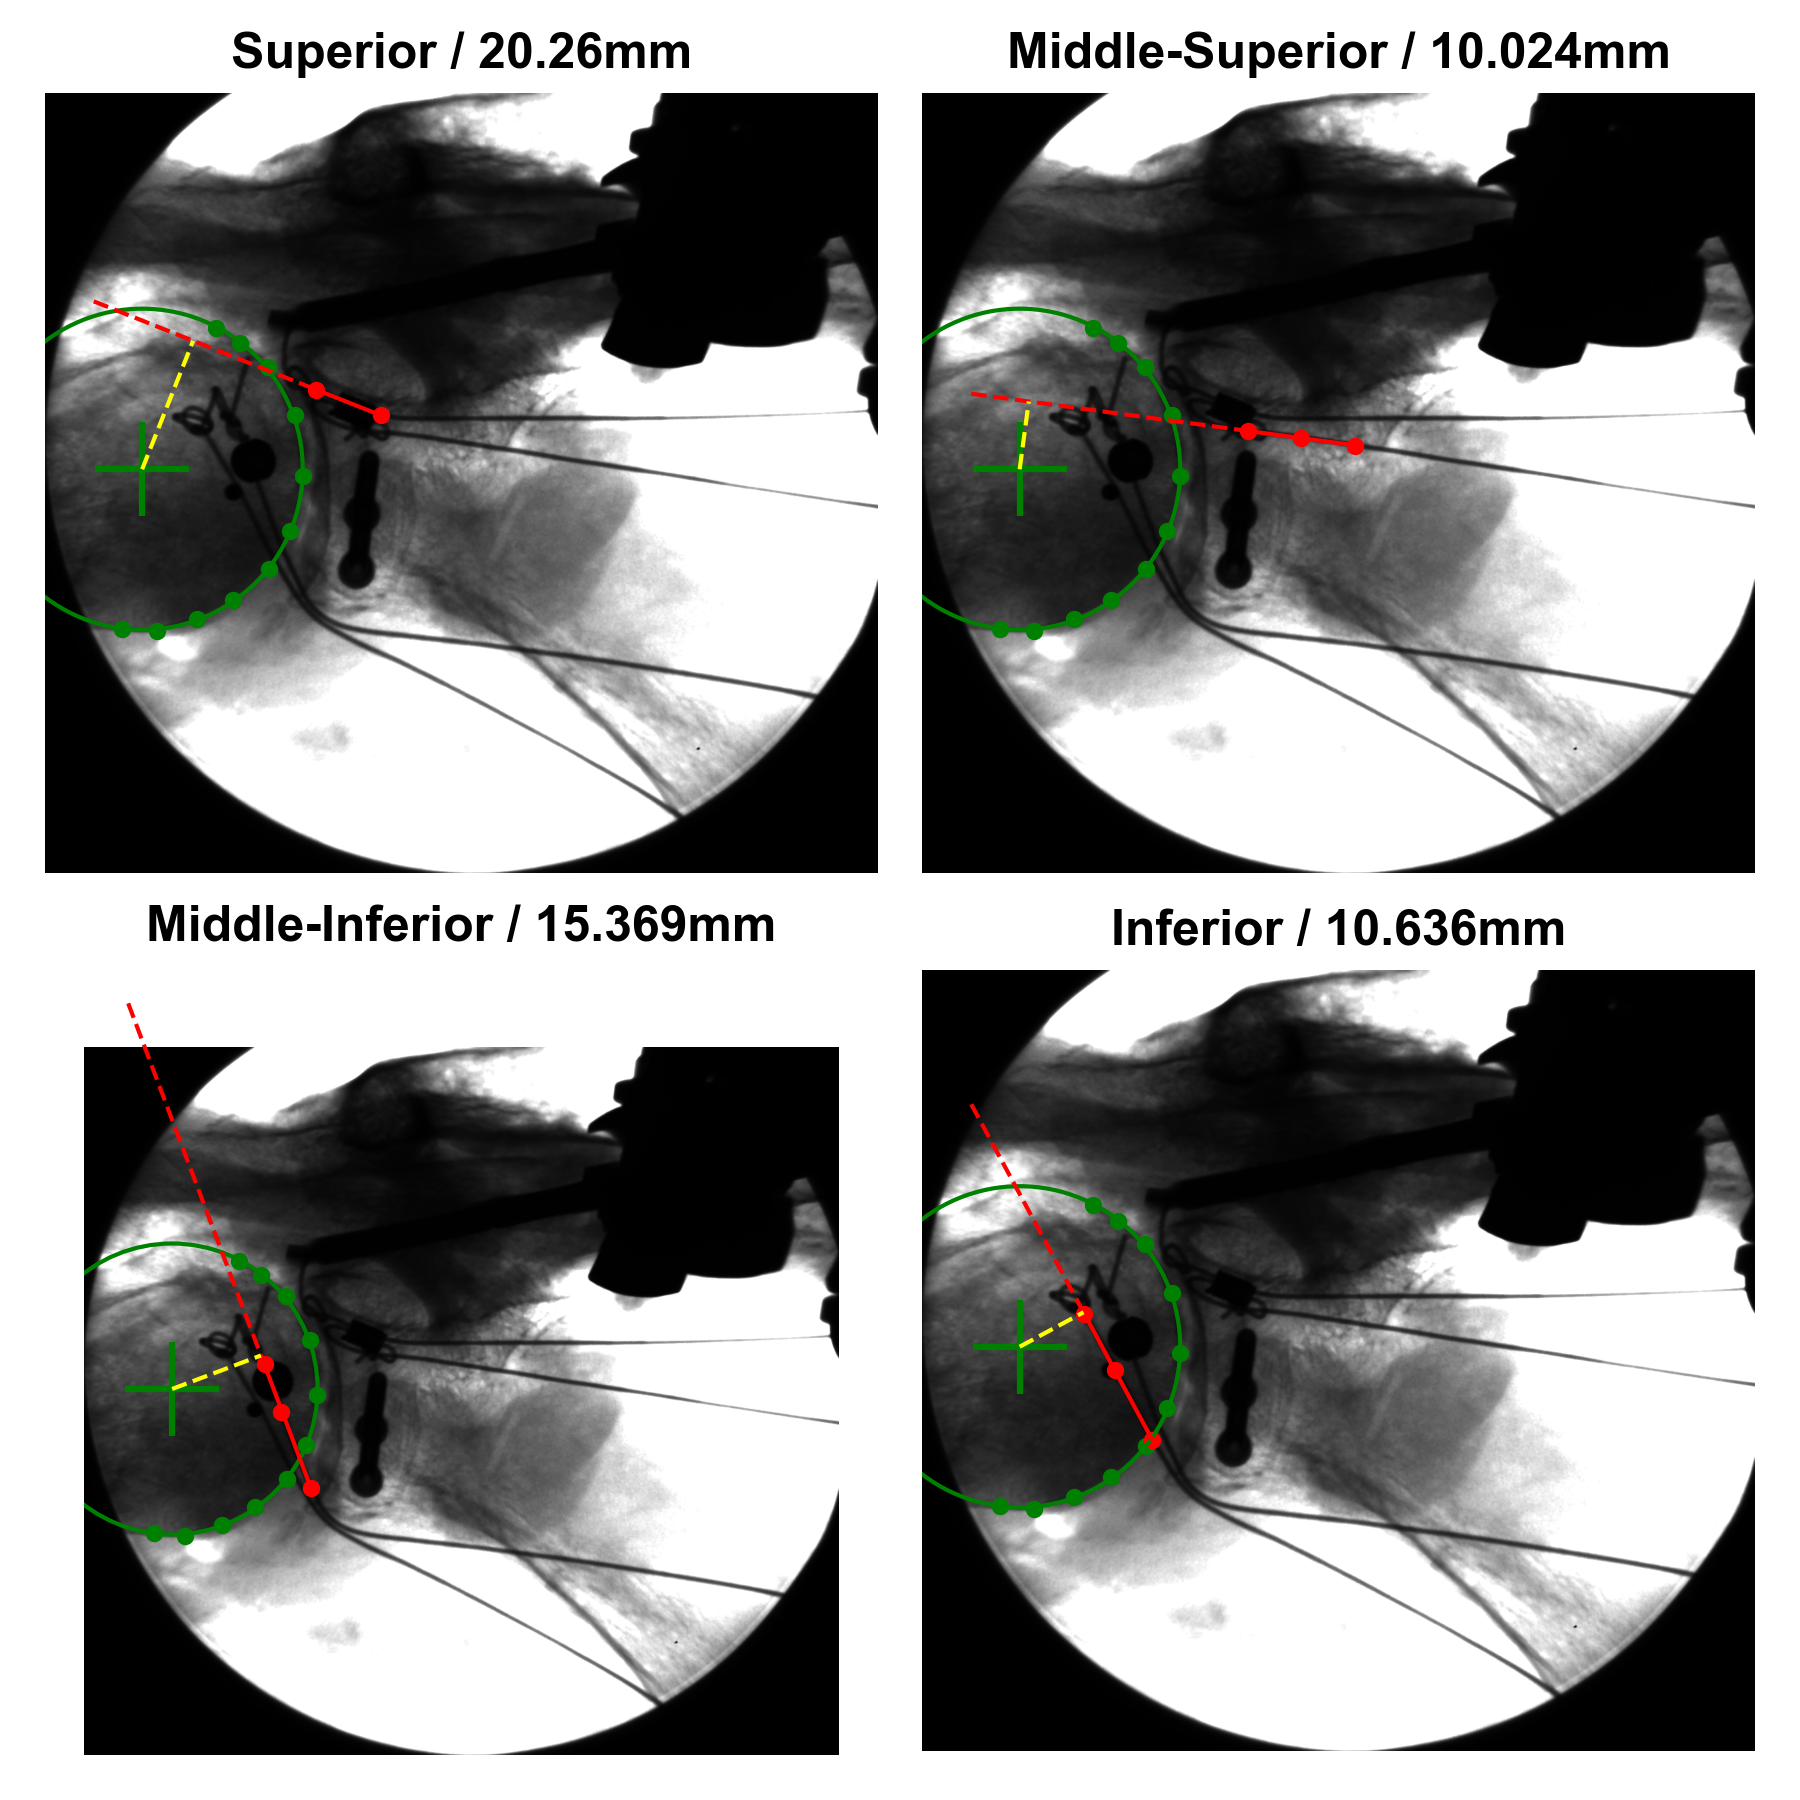 Superior / 20.26mm
Middle-Superior / 10.024mm
Middle-Inferior / 15.369mm
Inferior / 10.636mm